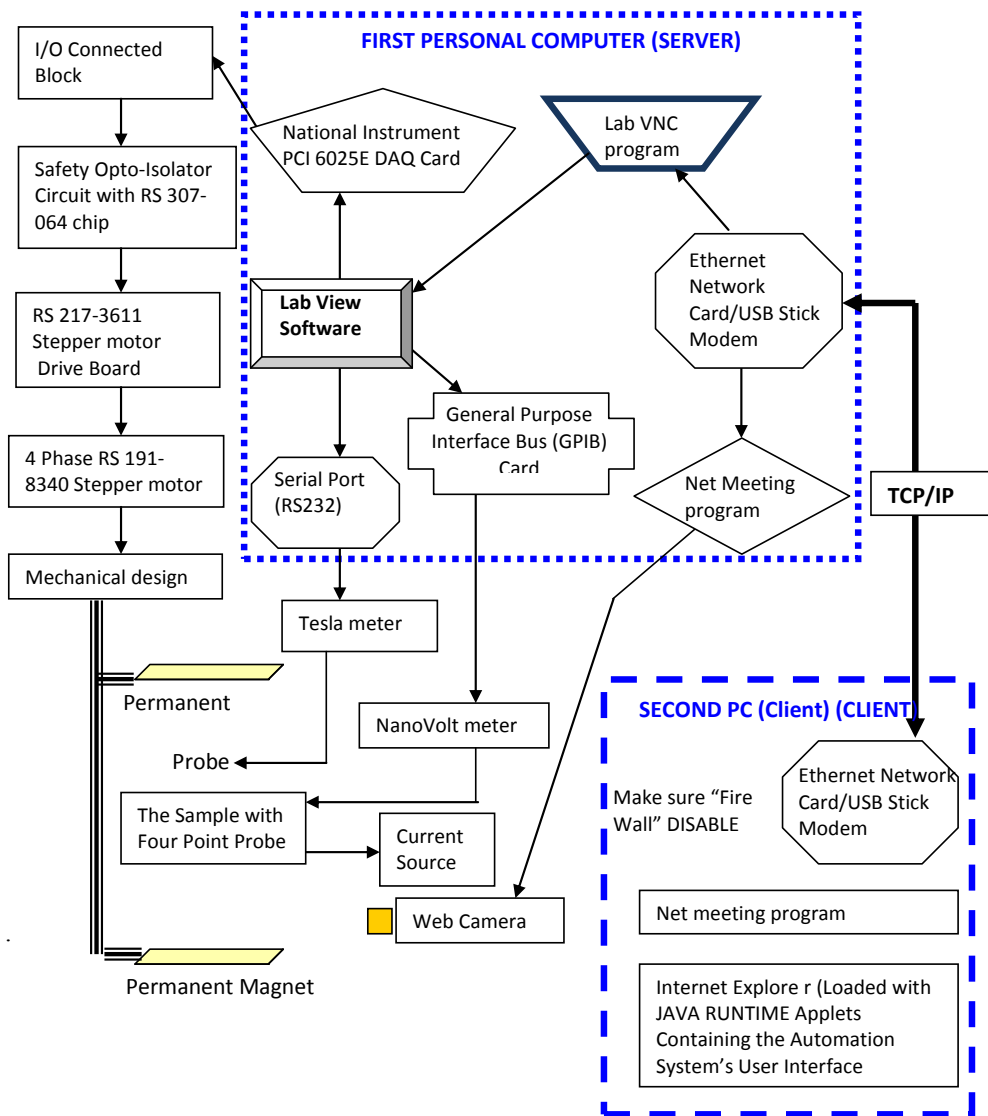 I/O Connected
Block
FIRST PERSONAL COMPUTER (SERVER)
National Instrument
PCI 6025E DAQ Card
Lab VNC
program
Safety Opto-Isolator
Circuit with RS 307-
064 chip
Ethernet
Network
Card/USB Stick
Modem
Lab View
Software
RS 217-3611
Stepper motor
Drive Board
General Purpose
Interface Bus (GPIB)
Card
4 Phase RS 191-
8340 Stepper motor
Serial Port
(RS232)
Net Meeting
program
TCP/IP
Mechanical design
Tesla meter
Permanent
NanoVolt meter
Probe
The Sample with
Four Point Probe
Current
Source
Web Camera
Permanent Magnet
SECOND PC (Client) (CLIENT)
Ethernet Network
Card/USB Stick
Modem
Make sure “Fire
Wall” DISABLE
Net meeting program
Internet Explore r (Loaded with
JAVA RUNTIME Applets
Containing the Automation
System’s User Interface